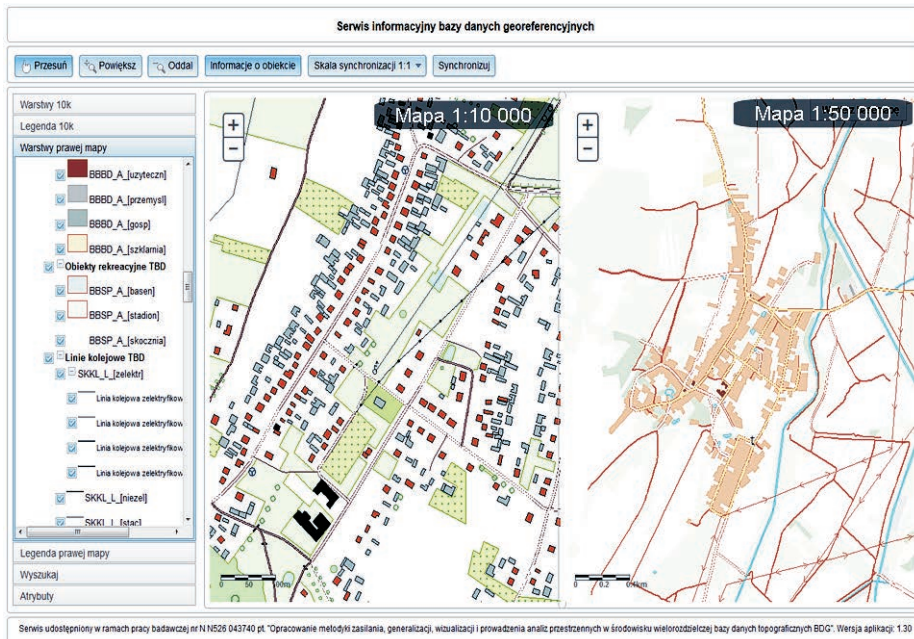 Serwis informacyjny bazy danych georeferencyjnych
Przesuń Powiększ Oddal Informacje o obiekcie Skala synchronizacji 1:1 Synchronizuj
Warstwy 10k
Legenda 10k
Warstwy prawej mapy
BBBD_A_[uzyteczn]
BBBD_A_[przemysl]
BBBD_A_[gosp]
BBBD_A_[szklarnia]
Obiekty rekreacyjne TBD
BBSP_A_[basen]
BBSP_A_[stadion]
BBSP_A_[skocznia]
Linie kolejowe TBD
SKKL_L_[zelektr]
Linia kolejowa zelektryfikow
Linia kolejowa zelektryfikow
Linia kolejowa zelektryfikow
Linia kolejowa zelektryfikow
SKKL_L_[niezel]
SKKL_L_[stac]
Legenda prawej mapy
Wyszukaj
Atrybuty
Mapa 1:10 000
+
−
0 50
Mapa 1:50 000
+
−
0
Serwis udostępniony w ramach pracy badawczej nr N N526 043740 pt. "Opracowanie metodyki zasilania, generalizacji, wizualizacji i prowadzenia analiz przestrzennych w środowisku wielorozdzielczej bazy danych topograficznych BDG". Wersja aplikacji: 1.30